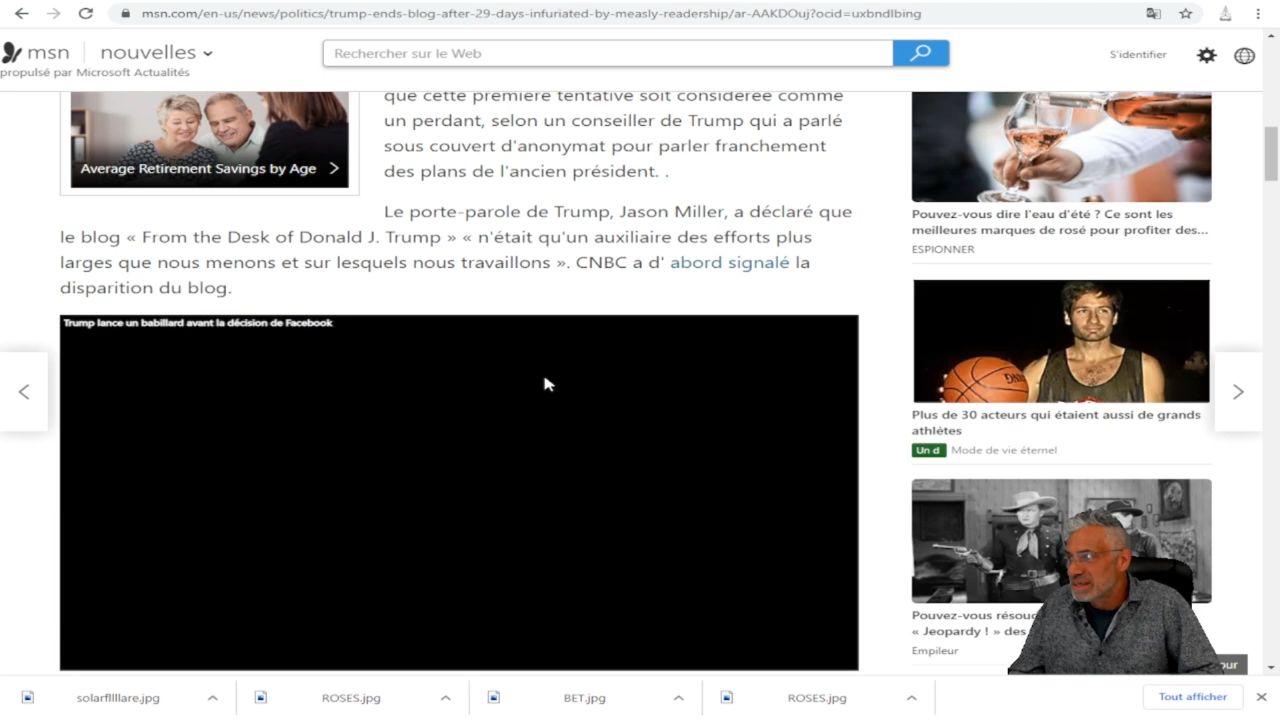 msn.com/en-us/news/politics/trump-ends-blog-after-29-days-infuriated-by-measly-readership/ar-AAKDOuj?ocid=uxbndlbing
msn nouvelles
propulsé par Microsoft Actualités
Rechercher sur le Web
S'identifier
Average Retirement Savings by Age
que cette première tentative soit considérée comme
un perdant, selon un conseiller de Trump qui a parlé
sous couvert d'anonymat pour parler franchement
des plans de l'ancien président. .
Le porte-parole de Trump, Jason Miller, a déclaré que
le blog « From the Desk of Donald J. Trump » « n'était qu'un auxiliaire des efforts plus
larges que nous menons et sur lesquels nous travaillons ». CNBC a d' abord signalé la
disparition du blog.
Trump lance un babillard avant la décision de Facebook
Pouvez-vous dire l'eau d'été ? Ce sont les
meilleures marques de rosé pour profiter des...
ESPIONNER
Plus de 30 acteurs qui étaient aussi de grands
athlètes
Un d Mode de vie éternel
Pouvez-vous
« Jeopardy ! » des
Empileur
solarflllllare.jpg
ROSES.jpg
BET.jpg
ROSES.jpg
Tout afficher